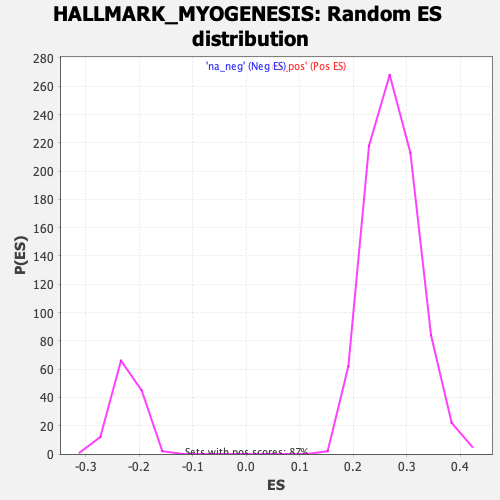 HALLMARK_MYOGENESIS: Random ES
distribution
'na_neg' (Neg ES) pos' (Pos ES)
280
260
240
220
200
180
160
140
120
100
80
60
40
20
0
P(ES)
Sets with pos scores: 87%
-0.3 -0.2 -0.1 0.0 0.1 0.2 0.3 0.4
ES